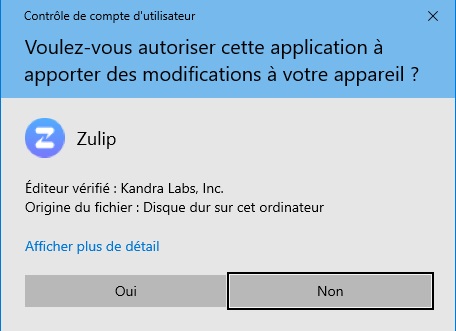 Contrôle de compte d'utilisateur
Voulez-vous autoriser cette application à
apporter des modifications à votre appareil ?
Zulip
Éditeur vérifié : Kandra Labs, Inc.
Origine du fichier : Disque dur sur cet ordinateur
Afficher plus de détail
Oui
Non